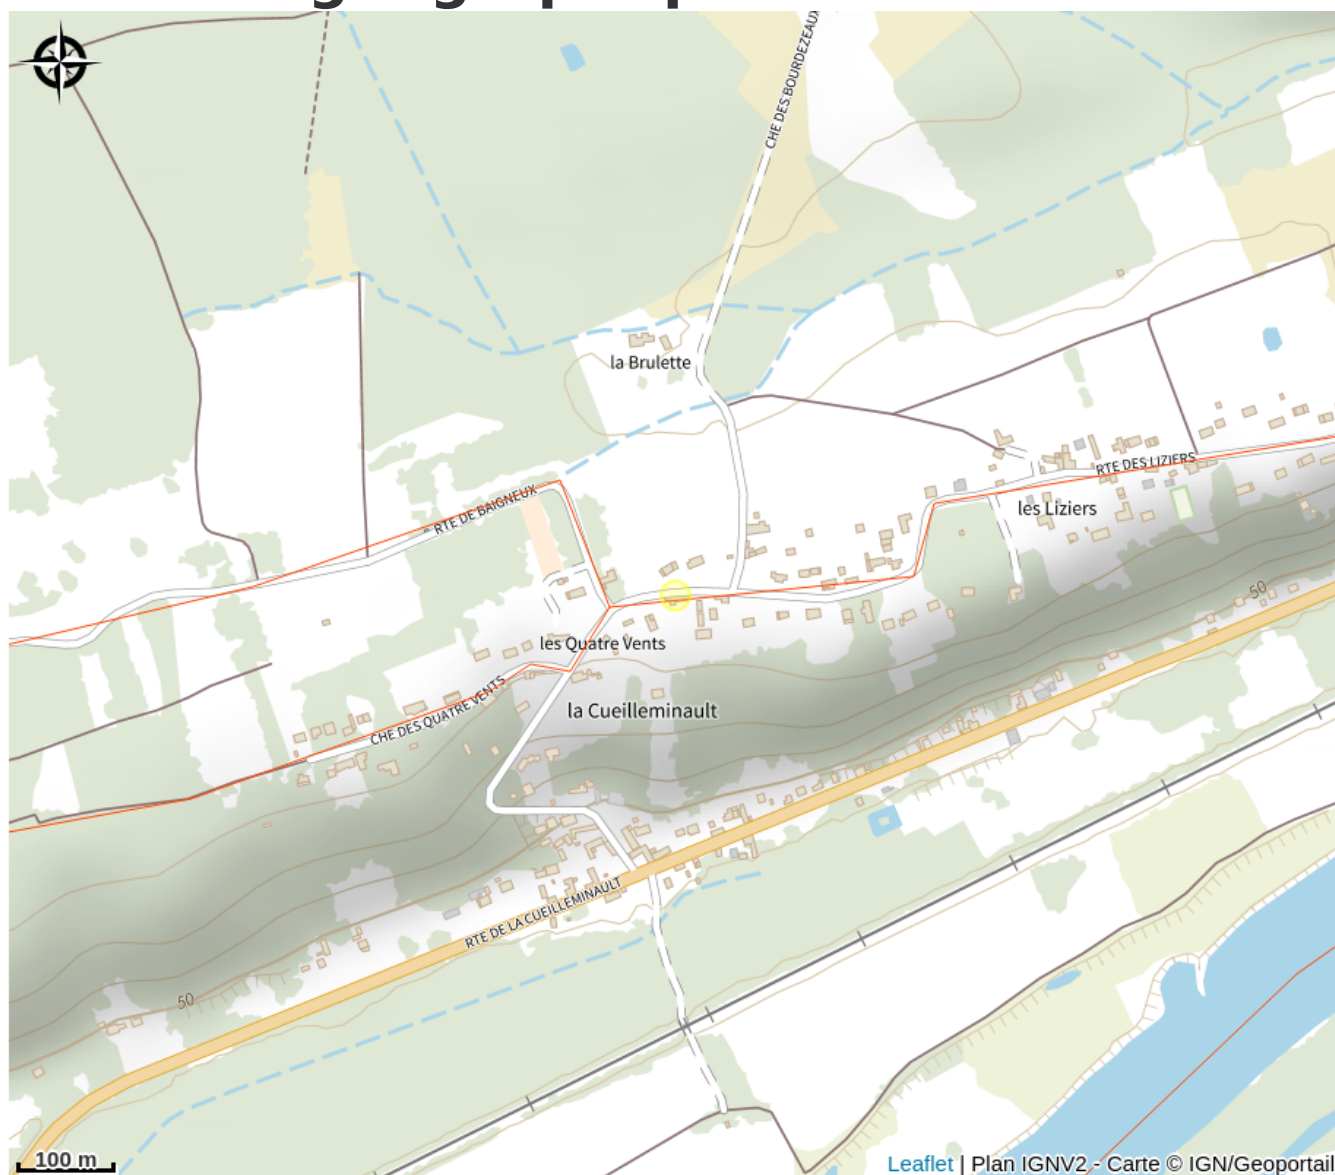 CHE DES BOURDEZEAUX
la Brulette
RTE DES LIZIERS
RTE DE BAIGNEUX
les Liziers
50
les Quatre Vents
CHE DES QUATRE VENTS
la Cueilleminault
RTE DE LA CUEILLEMINAULT
50
100 m
Leaflet | Plan IGNV2 - Carte © IGN/Geoportail